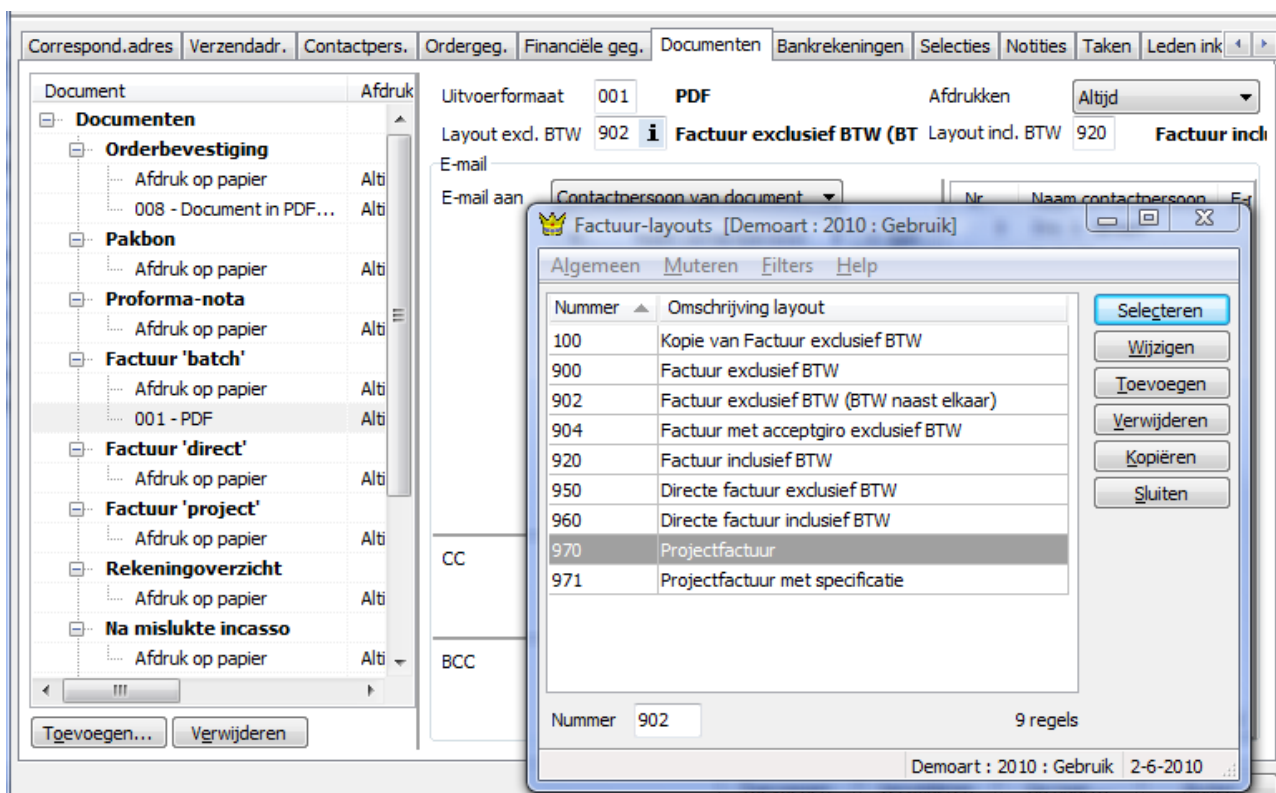 Correspond.adres Verzendadr. Contactpers. Ordergeg. Financiële geg. Documenten Bankrekeningen Selecties Notities Taken Leden ink
Document Afdruk
Documenten
Orderbevestiging
Afdruk op papier Alti
008 - Document in PDF... Alti
Pakbon
Afdruk op papier Alti
Proforma-nota
Afdruk op papier Alti
Factuur 'batch'
Afdruk op papier Alti
001 - PDF Alti
Factuur 'direct'
Afdruk op papier Alti
Factuur 'project'
Afdruk op papier Alti
Rekeningoverzicht
Afdruk op papier Alti
Na mislukte incasso
Afdruk op papier Alti
Toevoegen... Verwijderen
Uitvoerformaat 001 PDF Afdrukken Altijd
Layout excl. BTW 902 i Factuur exclusief BTW (BT Layout incl. BTW 920 Factuur inclu
E-mail
E-mail aan Contactpersoon van document Nr Naam contactpersoon
CC
BCC
Factuur-layouts [Demoart : 2010 : Gebruik]
Algemeen Muteren Filters Help
Nummer Omschrijving layout
100 Kopie van Factuur exclusief BTW
900 Factuur exclusief BTW
902 Factuur exclusief BTW (BTW naast elkaar)
904 Factuur met acceptgiro exclusief BTW
920 Factuur inclusief BTW
950 Directe factuur exclusief BTW
960 Directe factuur inclusief BTW
970 Projectfactuur
971 Projectfactuur met specificatie
Selecteren
Wijzigen
Toevoegen
Verwijderen
Kopiëren
Sluiten
Nummer 902 9 regels
Demoart : 2010 : Gebruik 2-6-2010